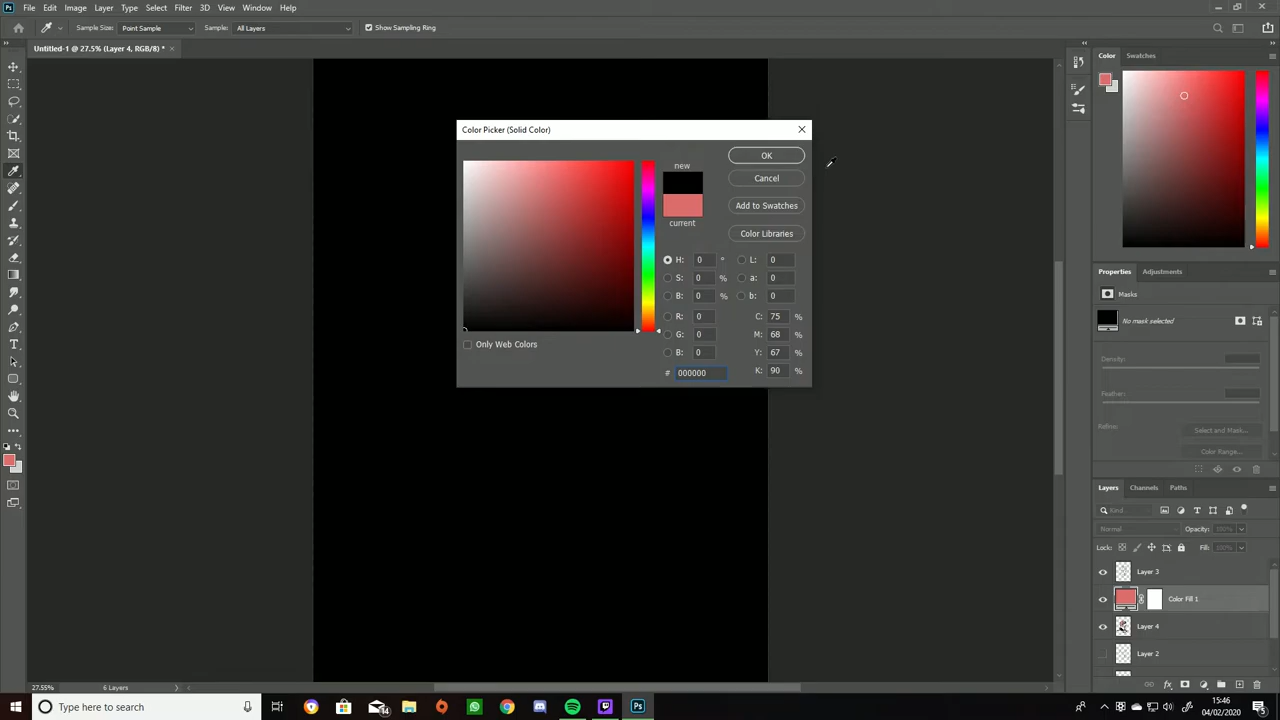 Ps File Edit Image Layer Type Select Filter 3D View Window Help
Sample Size: Point Sample Sample: All Layers Show Sampling Ring
Untitled-1 @ 27.5% (Layer 4, RGB/8) * ×
Color Picker (Solid Color)
new
current
OK
Cancel
Add to Swatches
Color Libraries
H: 0 ° L: 0
S: 0 % a: 0
B: 0 % b: 0
R: 0 C: 75 %
G: 0 M: 68 %
B: 0 Y: 67 %
# 000000 K: 90 %
Only Web Colors
Color Swatches
Properties Adjustments
Masks
No mask selected
Density:
Feather:
Refine:
Select and Mask...
Color Range...
Layers Channels Paths
Kind
Normal Opacity: 100%
Lock: Fill: 100%
Layer 3
Color Fill 1
Layer 4
Layer 2
27.55% 6 Layers
Type here to search
Ps
15:46
04/02/2020